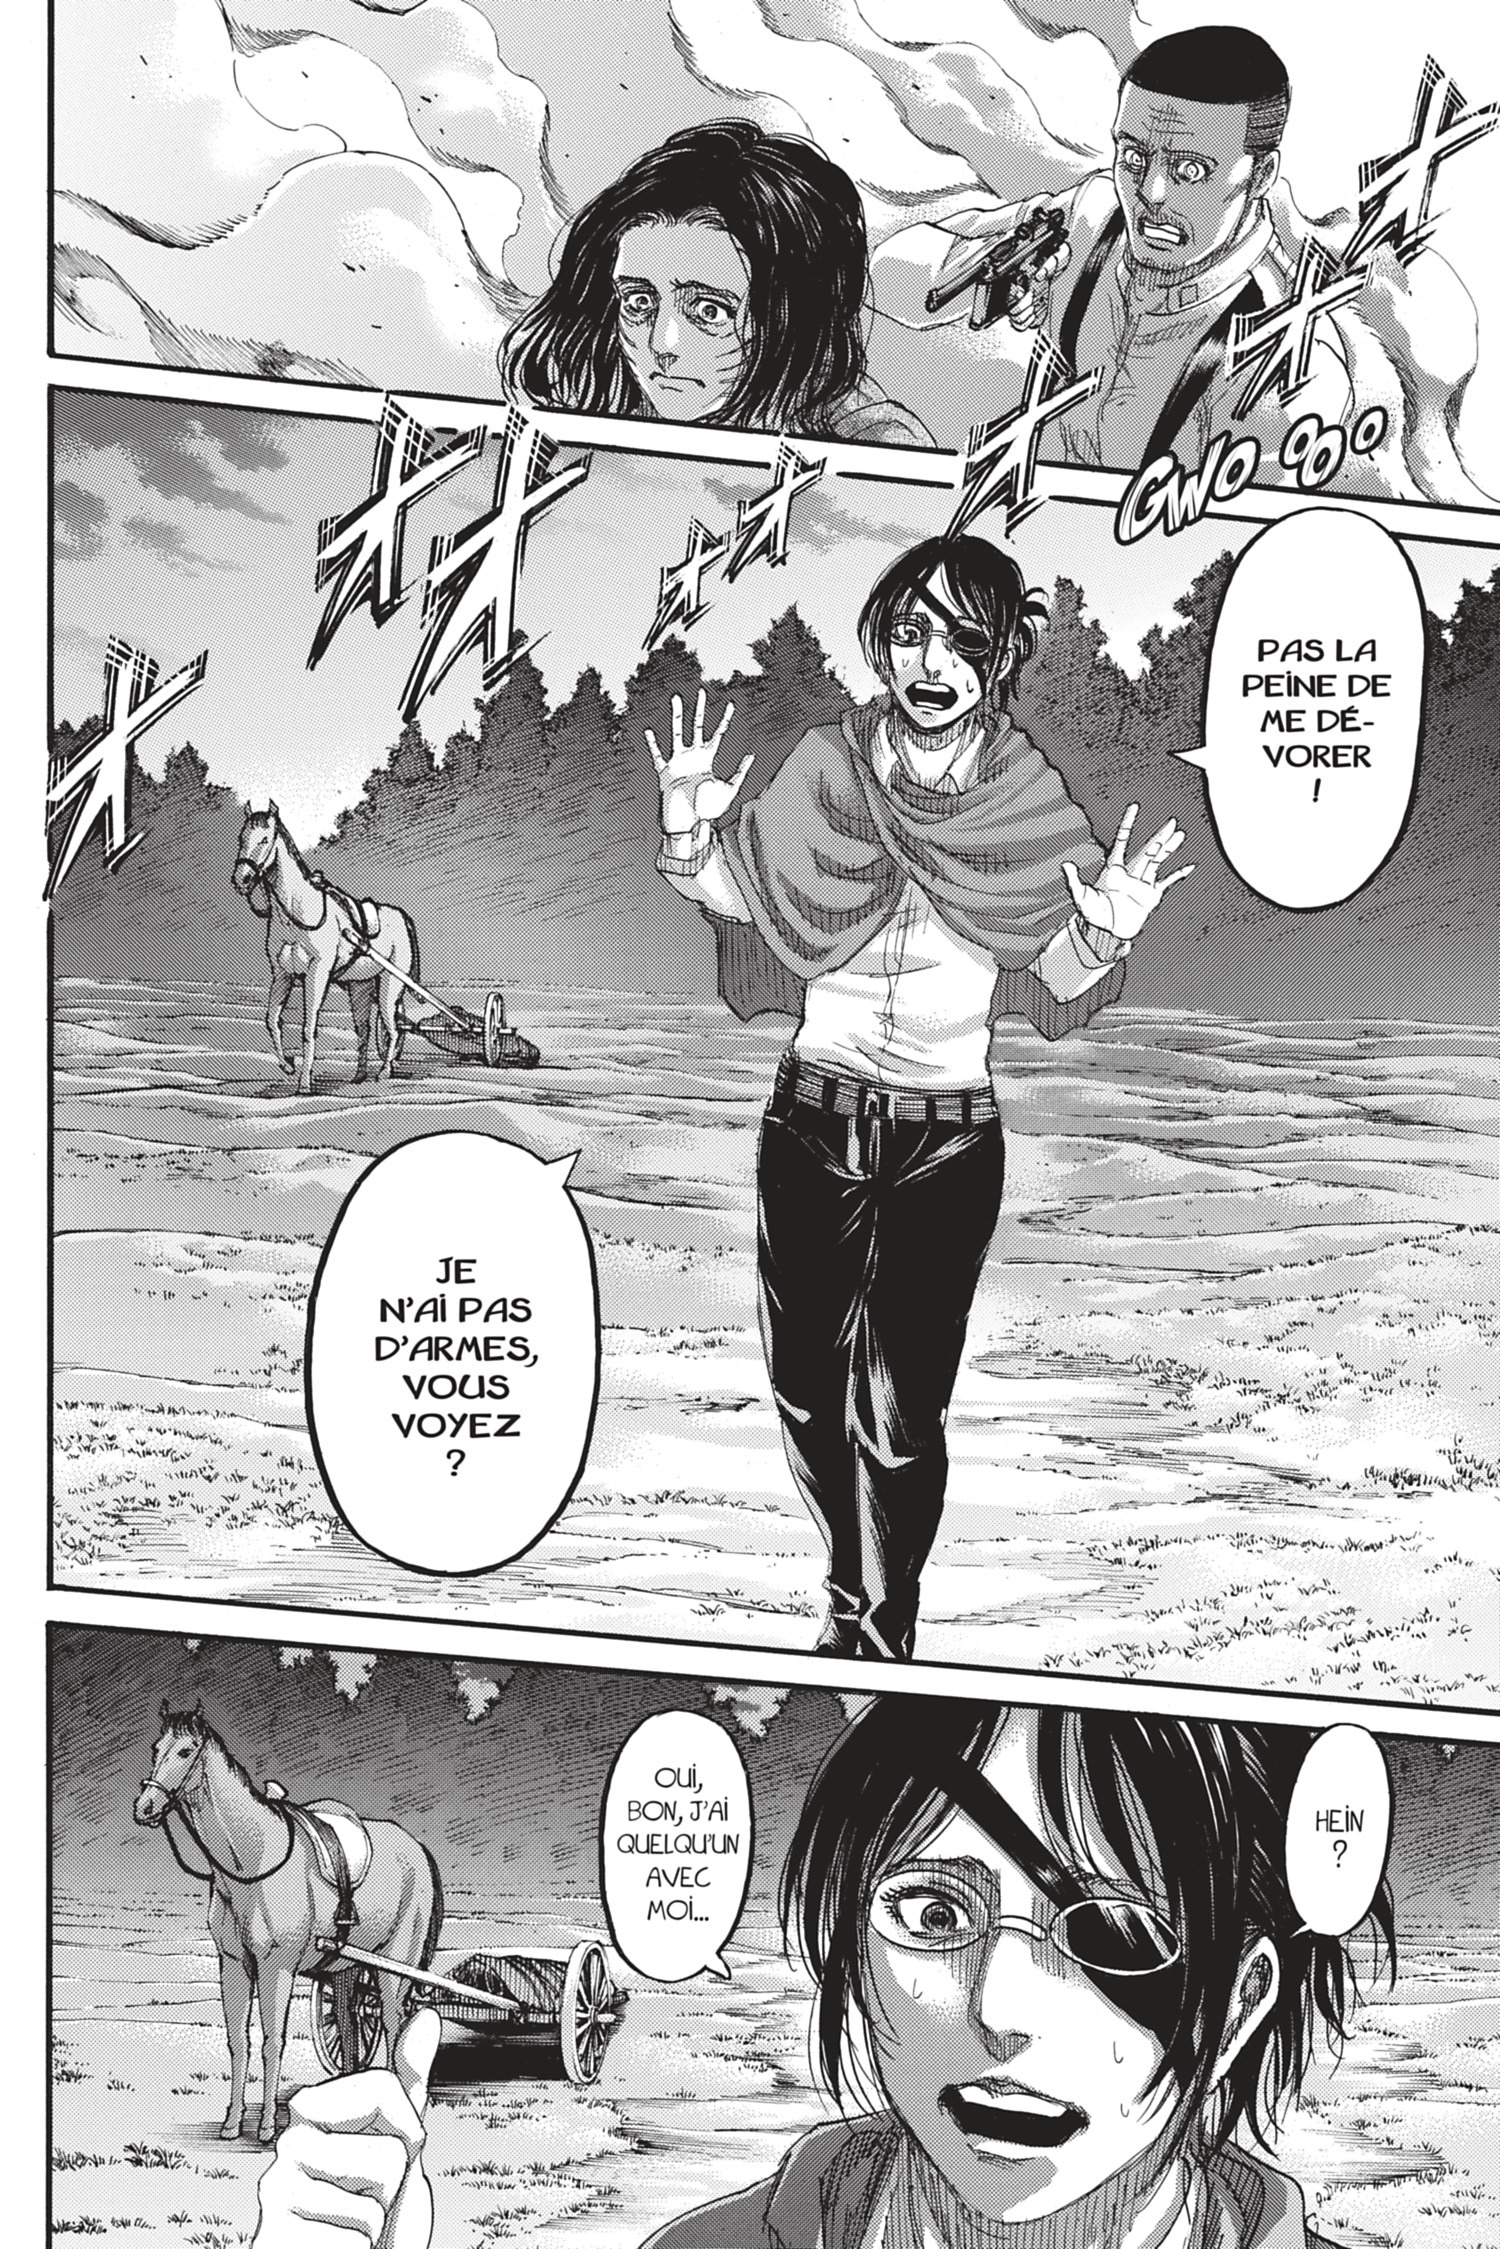 GWO OOO O
PAS LA
PEINE DE
ME DÉ-
VORER
!
JE
N'AI PAS
D'ARMES,
VOUS
VOYEZ
?
HEIN
?
OUI,
BON, J'AI
QUELQU'UN
AVEC
MOI...